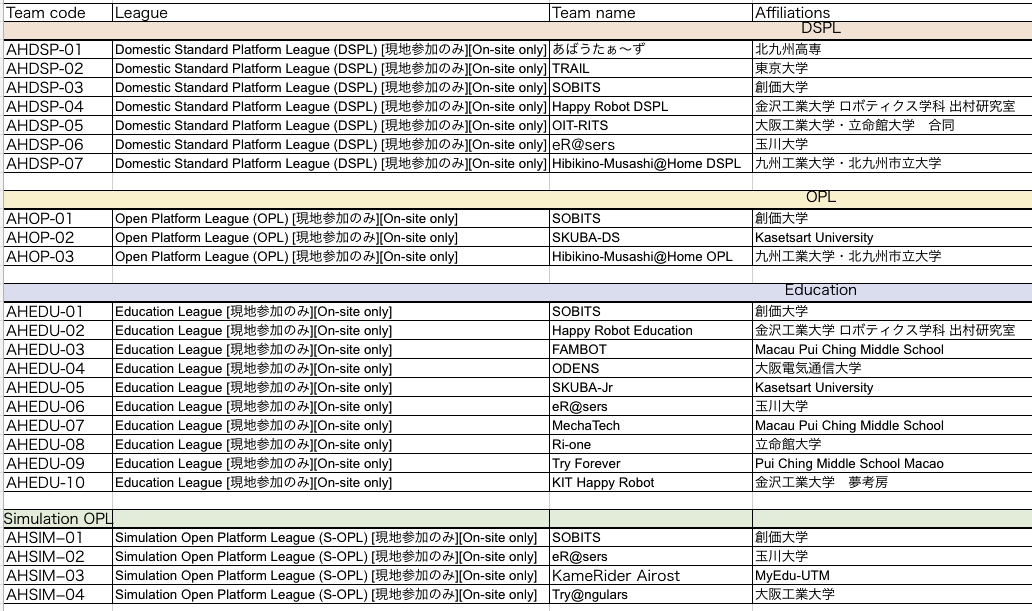 Team code League Team name Affiliations
DSPL
AHDSP-01 Domestic Standard Platform League (DSPL) [現地参加のみ][On-site only] あばうたぁ〜ず 北九州高専
AHDSP-02 Domestic Standard Platform League (DSPL) [現地参加のみ][On-site only] TRAIL 東京大学
AHDSP-03 Domestic Standard Platform League (DSPL) [現地参加のみ][On-site only] SOBITS 創価大学
AHDSP-04 Domestic Standard Platform League (DSPL) [現地参加のみ][On-site only] Happy Robot DSPL 金沢工業大学 ロボティクス学科 出村研究室
AHDSP-05 Domestic Standard Platform League (DSPL) [現地参加のみ][On-site only] OIT-RITS 大阪工業大学・立命館大学　合同
AHDSP-06 Domestic Standard Platform League (DSPL) [現地参加のみ][On-site only] eR@sers 玉川大学
AHDSP-07 Domestic Standard Platform League (DSPL) [現地参加のみ][On-site only] Hibikino-Musashi@Home DSPL 九州工業大学・北九州市立大学
OPL
AHOP-01 Open Platform League (OPL) [現地参加のみ][On-site only] SOBITS 創価大学
AHOP-02 Open Platform League (OPL) [現地参加のみ][On-site only] SKUBA-DS Kasetsart University
AHOP-03 Open Platform League (OPL) [現地参加のみ][On-site only] Hibikino-Musashi@Home OPL 九州工業大学・北九州市立大学
Education
AHEDU-01 Education League [現地参加のみ][On-site only] SOBITS 創価大学
AHEDU-02 Education League [現地参加のみ][On-site only] Happy Robot Education 金沢工業大学 ロボティクス学科 出村研究室
AHEDU-03 Education League [現地参加のみ][On-site only] FAMBOT Macau Pui Ching Middle School
AHEDU-04 Education League [現地参加のみ][On-site only] ODENS 大阪電気通信大学
AHEDU-05 Education League [現地参加のみ][On-site only] SKUBA-Jr Kasetsart University
AHEDU-06 Education League [現地参加のみ][On-site only] eR@sers 玉川大学
AHEDU-07 Education League [現地参加のみ][On-site only] MechaTech Macau Pui Ching Middle School
AHEDU-08 Education League [現地参加のみ][On-site only] Ri-one 立命館大学
AHEDU-09 Education League [現地参加のみ][On-site only] Try Forever Pui Ching Middle School Macao
AHEDU-10 Education League [現地参加のみ][On-site only] KIT Happy Robot 金沢工業大学　夢考房
Simulation OPL
AHSIM–01 Simulation Open Platform League (S-OPL) [現地参加のみ][On-site only] SOBITS 創価大学
AHSIM–02 Simulation Open Platform League (S-OPL) [現地参加のみ][On-site only] eR@sers 玉川大学
AHSIM–03 Simulation Open Platform League (S-OPL) [現地参加のみ][On-site only] KameRider Airost MyEdu-UTM
AHSIM–04 Simulation Open Platform League (S-OPL) [現地参加のみ][On-site only] Try@ngulars 大阪工業大学